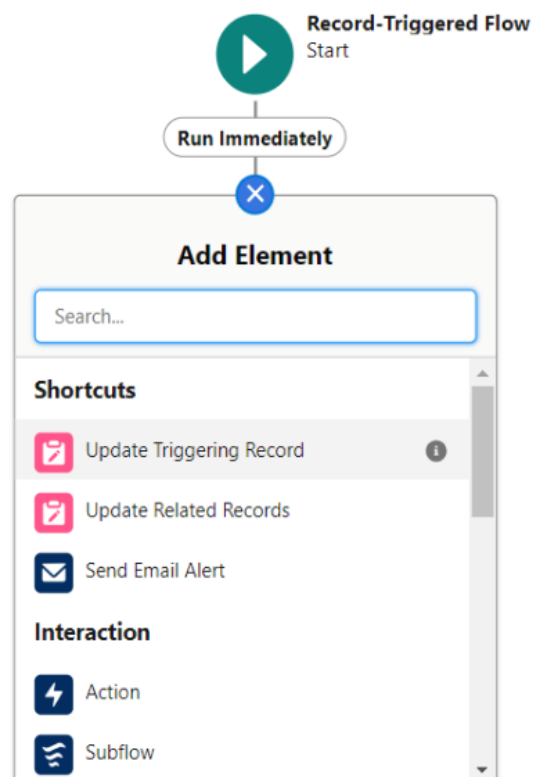 Record-Triggered Flow
Start
Run Immediately
Add Element
Search...
Shortcuts
Update Triggering Record
Update Related Records
Send Email Alert
Interaction
Action
Subflow